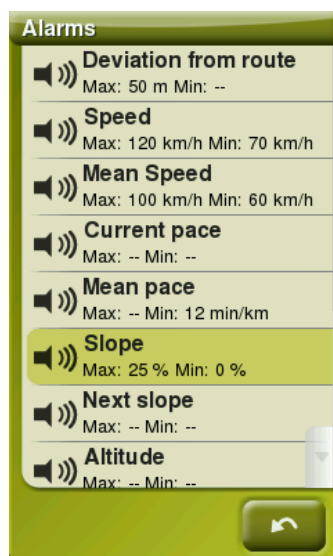 Alarms
Deviation from route
Max: 50 m Min: --
Speed
Max: 120 km/h Min: 70 km/h
Mean Speed
Max: 100 km/h Min: 60 km/h
Current pace
Max: -- Min: --
Mean pace
Max: -- Min: 12 min/km
Slope
Max: 25 % Min: 0 %
Next slope
Max: -- Min: --
Altitude
Max: -- Min: --